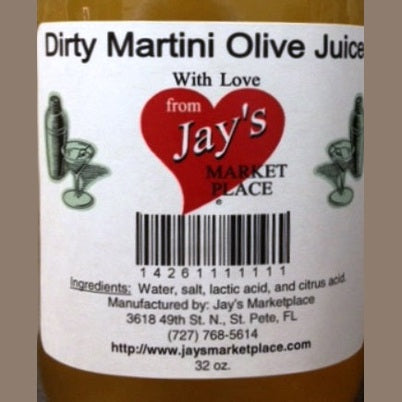 Dirty Martini Olive Juice
With Love
from
Jay's
MARKET
PLACE
®
14261111111
Ingredients: Water, salt, lactic acid, and citrus acid.
Manufactured by: Jay's Marketplace
3618 49th St. N., St. Pete, FL
(727) 768-5614
http://www.jaysmarketplace.com
32 oz.